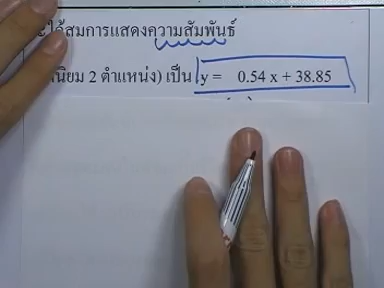 ได้สมการแสดงความสัมพันธ์
นิยม 2 ตำแหน่ง) เป็น y = 0.54 x + 38.85